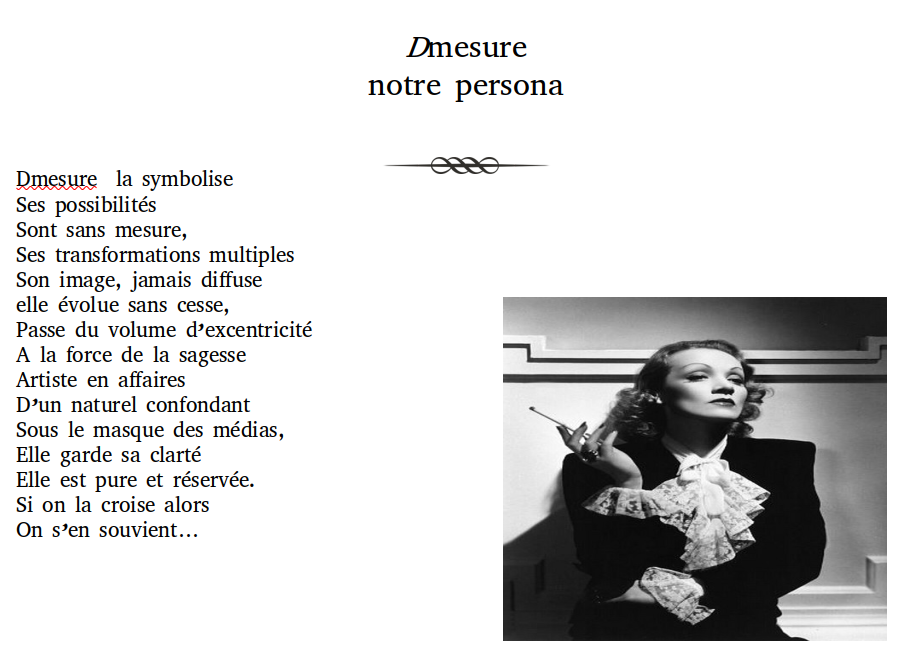 Dmesure
notre persona
Dmesure la symbolise
Ses possibilités
Sont sans mesure,
Ses transformations multiples
Son image, jamais diffuse
elle évolue sans cesse,
Passe du volume d’excentricité
A la force de la sagesse
Artiste en affaires
D’un naturel confondant
Sous le masque des médias,
Elle garde sa clarté
Elle est pure et réservée.
Si on la croise alors
On s’en souvient…